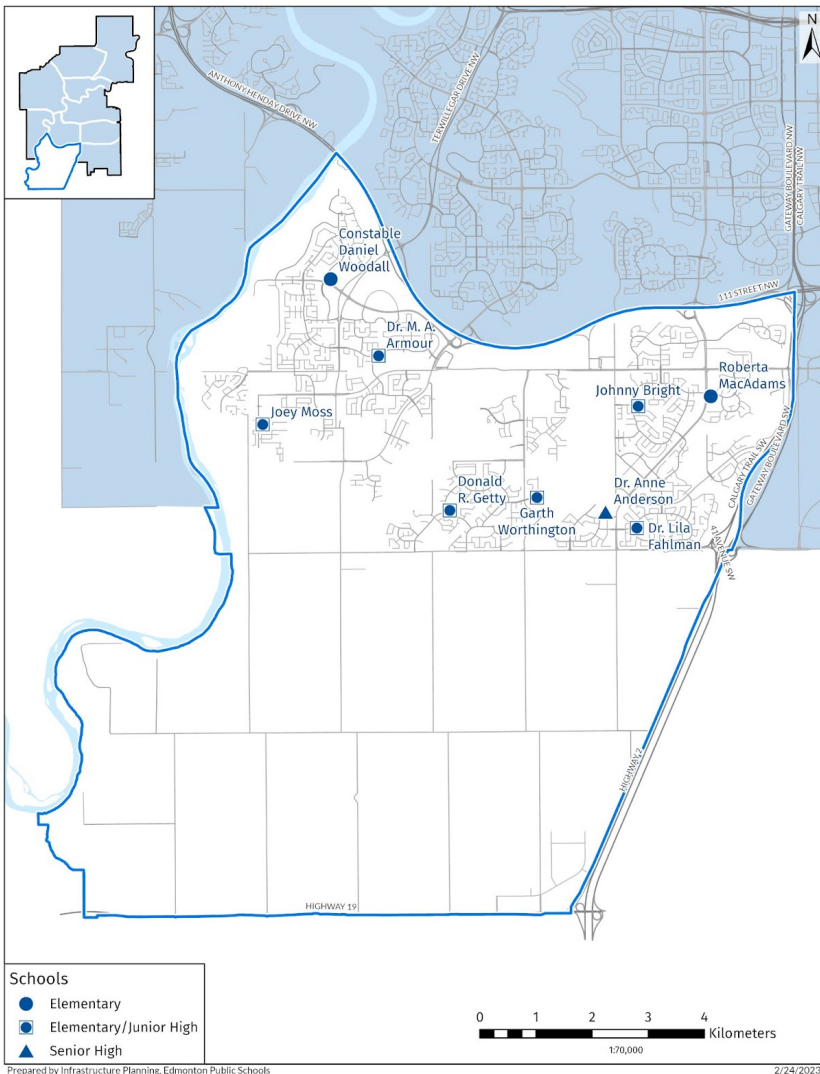 N
ANTHONY HENDAY DRIVE NW
TERWILLEGAR DRIVE NW
GATEWAY BOULEVARD NW
CALGARY TRAIL NW
Constable
Daniel
Woodall
111 STREET NW
Dr. M. A.
Armour
Roberta
MacAdams
Johnny Bright
Joey Moss
CALGARY TRAIL SW
GATEWAY BOULEVARD SW
Donald
R. Getty
Garth
Worthington
Dr. Anne
Anderson
Dr. Lila
Fahlman
41 AVENUE SW
HIGHWAY 2
HIGHWAY 19
Schools
Elementary
Elementary/Junior High
Senior High
0 1 2 3 4
Kilometers
1:70,000
Prepared by Infrastructure Planning, Edmonton Public Schools
2/24/2023